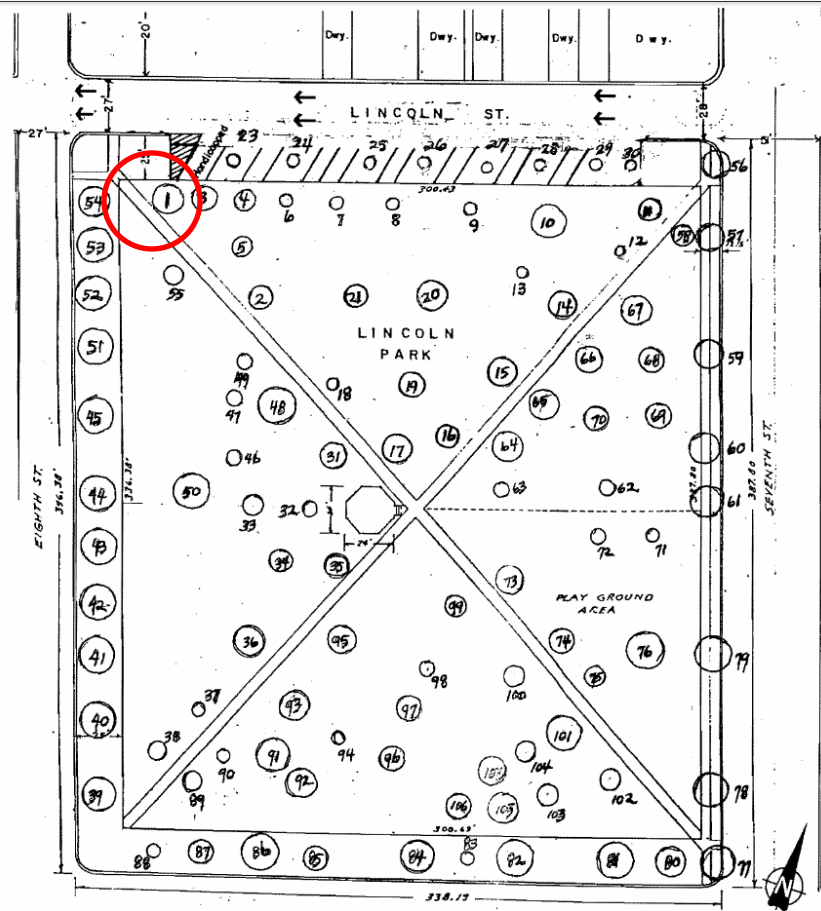 20'
Dwy. Dwy. Dwy. Dwy. Dwy.
27'
LINCOLN ST.
28'
27'
25'
Handicapped
23 24 25 26 27 28 29 30 56
300.43
54 1 3 4 6 7 8 9 10 11
53 5 12 58 57
55 13
52 2 21 20 14 67
LINCOLN
PARK
51 49 18 19 15 66 68
45 47 48 16 65 70 69
46 31 17 64 60
44 50 33 32 63 62 61
336.38'
24'
387.80
EIGHTH ST.
396.38'
387.80
SEVENTH ST.
59
43 34 35 72 71
42 99 73
PLAY GROUND
AREA
41 36 95 74 76 79
98 100 75
40 37 93 97
38 91 94 96 101
39 89 90 92 104 102 78
106 103 103
300.69'
88 87 86 85 84 83 82 81 80 77
338.19
N